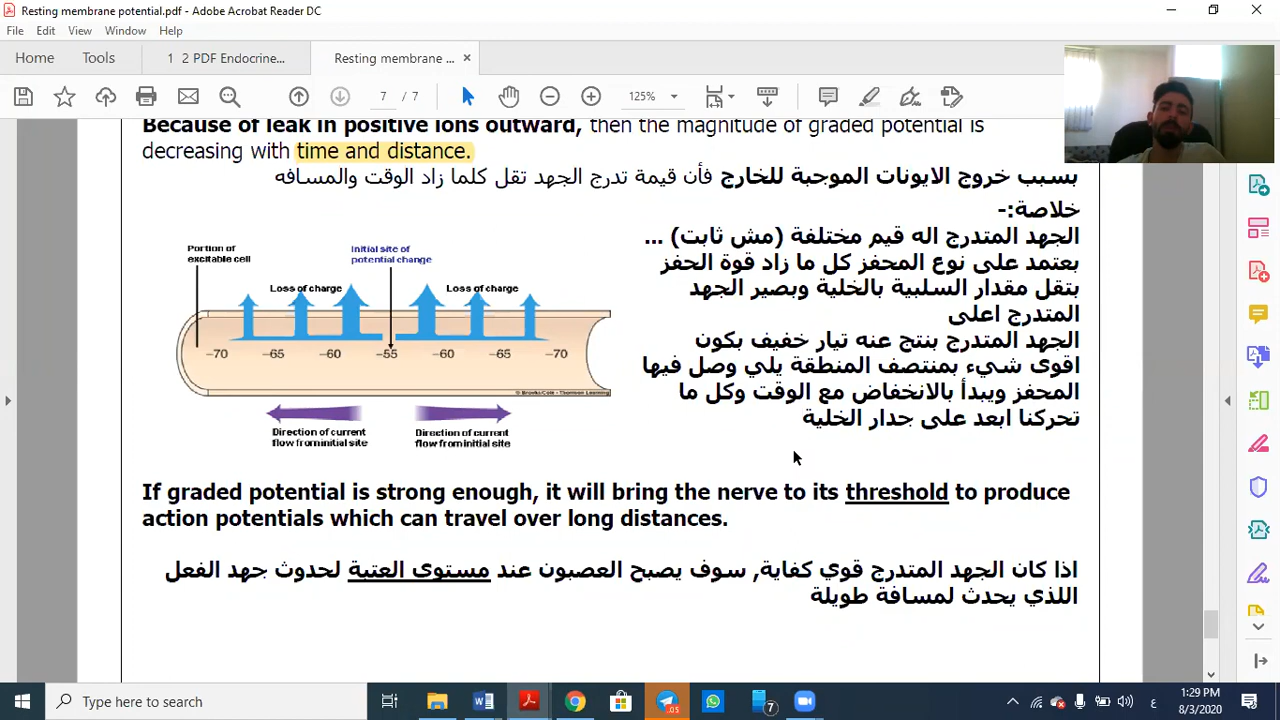 Resting membrane potential.pdf - Adobe Acrobat Reader DC
File Edit View Window Help
Home Tools 1 2 PDF Endocrine... Resting membrane ... ×
7 / 7 125%
Because of leak in positive ions outward, then the magnitude of graded potential is
decreasing with time and distance.
بسبب خروج الايونات الموجبة للخارج فأن قيمة تدرج الجهد تقل كلما زاد الوقت والمسافه
خلاصة:-
الجهد المتدرج اله قيم مختلفة (مش ثابت) ...
بعتمد على نوع المحفز كل ما زاد قوة الحفز
بتقل مقدار السلبية بالخلية وبصير الجهد
المتدرج اعلى
الجهد المتدرج بنتج عنه تيار خفيف بكون
اقوى شيء بمنتصف المنطقة يلي وصل فيها
المحفز ويبدأ بالانخفاض مع الوقت وكل ما
تحركنا ابعد على جدار الخلية
Portion of
excitable cell
Initial site of
potential change
Loss of charge Loss of charge
–70 –65 –60 –55 –60 –65 –70
© Brooks/Cole - Thomson Learning
Direction of current
flow from initial site
Direction of current
flow from initial site
If graded potential is strong enough, it will bring the nerve to its threshold to produce
action potentials which can travel over long distances.
اذا كان الجهد المتدرج قوي كفاية, سوف يصبح العصبون عند مستوى العتبة لحدوث جهد الفعل
اللذي يحدث لمسافة طويلة
Type here to search
.05
7
ع
1:29 PM
8/3/2020